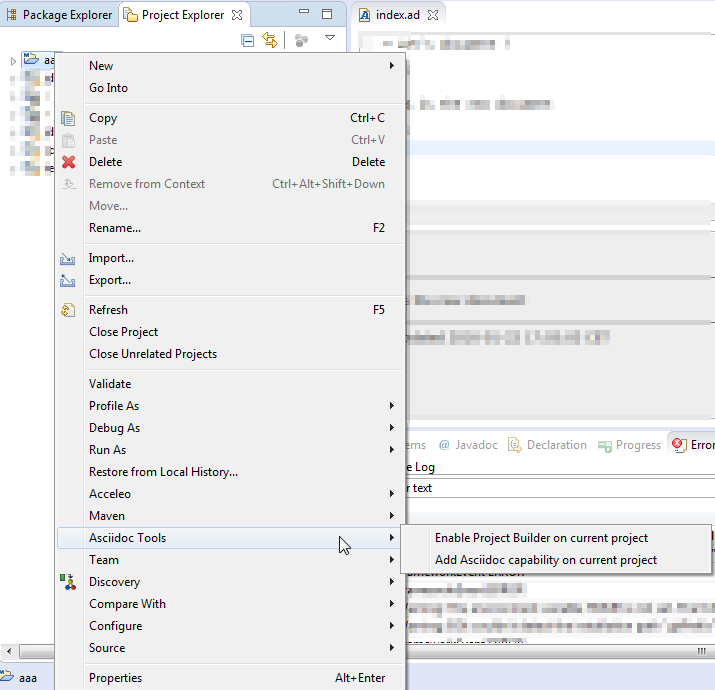 Package Explorer
Project Explorer
index.ad
New
Go Into
Copy Ctrl+C
Paste Ctrl+V
Delete Delete
Remove from Context Ctrl+Alt+Shift+Down
Move...
Rename... F2
Import...
Export...
Refresh F5
Close Project
Close Unrelated Projects
Validate
Profile As
Debug As
Run As
Restore from Local History...
Acceleo
Maven
Asciidoc Tools
Team
Discovery
Compare With
Configure
Source
Properties Alt+Enter
ems @ Javadoc Declaration Progress Error
e Log
r text
Enable Project Builder on current project
Add Asciidoc capability on current project
aaa